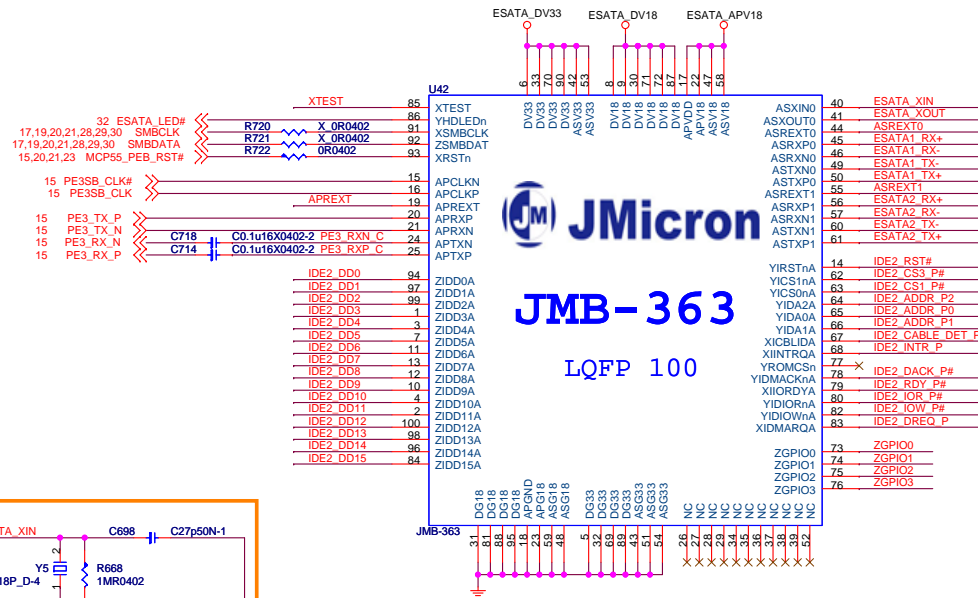 ESATA_DV33 ESATA_DV18 ESATA_APV18
6 33 70 90 42 53 8 9 30 71 72 87 17 22 47 58
DV33 DV33 DV33 DV33 ASV33 ASV33 DV18 DV18 DV18 DV18 DV18 DV18 APVDD APV18 ASV18 ASV18
U42
XTEST 85 XTEST
32 ESATA_LED# 86 YHDLEDn
17,19,20,21,28,29,30 SMBCLK R720 X_0R0402 91 XSMBCLK
17,19,20,21,28,29,30 SMBDATA R721 X_0R0402 92 ZSMBDAT
15,20,21,23 MCP55_PEB_RST# R722 0R0402 93 XRSTn
15 PE3SB_CLK# 15 APCLKN
15 PE3SB_CLK 16 APCLKP
APREXT 19 APREXT
15 PE3_TX_P 20 APRXP
15 PE3_TX_N 21 APRXN
15 PE3_RX_N C718 C0.1u16X0402-2 PE3_RXN_C 24 APTXN
15 PE3_RX_P C714 C0.1u16X0402-2 PE3_RXP_C 25 APTXP
IDE2_DD0 94 ZIDD0A
IDE2_DD1 97 ZIDD1A
IDE2_DD2 99 ZIDD2A
IDE2_DD3 1 ZIDD3A
IDE2_DD4 3 ZIDD4A
IDE2_DD5 7 ZIDD5A
IDE2_DD6 11 ZIDD6A
IDE2_DD7 13 ZIDD7A
IDE2_DD8 12 ZIDD8A
IDE2_DD9 10 ZIDD9A
IDE2_DD10 4 ZIDD10A
IDE2_DD11 2 ZIDD11A
IDE2_DD12 100 ZIDD12A
IDE2_DD13 98 ZIDD13A
IDE2_DD14 96 ZIDD14A
IDE2_DD15 84 ZIDD15A
JM JMicron
JMB-363
LQFP 100
ASXIN0 40 ESATA_XIN
ASXOUT0 41 ESATA_XOUT
ASREXT0 44 ASREXT0
ASRXP0 45 ESATA1_RX+
ASRXN0 46 ESATA1_RX-
ASTXN0 49 ESATA1_TX-
ASTXP0 50 ESATA1_TX+
ASREXT1 55 ASREXT1
ASRXP1 56 ESATA2_RX+
ASRXN1 57 ESATA2_RX-
ASTXN1 60 ESATA2_TX-
ASTXP1 61 ESATA2_TX+
YIRSTnA 14 IDE2_RST#
YICS1nA 62 IDE2_CS3_P#
YICS0nA 63 IDE2_CS1_P#
YIDA2A 64 IDE2_ADDR_P2
YIDA0A 65 IDE2_ADDR_P0
YIDA1A 66 IDE2_ADDR_P1
XICBLIDA 67 IDE2_CABLE_DET_P
XIINTRQA 68 IDE2_INTR_P
YROMCSn 77
YIDMACKnA 78 IDE2_DACK_P#
XIIORDYA 79 IDE2_RDY_P#
YIDIORnA 80 IDE2_IOR_P#
YIDIOWnA 82 IDE2_IOW_P#
XIDMARQA 83 IDE2_DREQ_P
ZGPIO0 73 ZGPIO0
ZGPIO1 74 ZGPIO1
ZGPIO2 75 ZGPIO2
ZGPIO3 76 ZGPIO3
DG18 DG18 DG18 DG18 APGND APG18 ASG18 ASG18 DG33 DG33 DG33 DG33 ASG33 ASG33 ASG33 NC NC NC NC NC NC NC NC NC NC NC
JMB-363
31 81 88 95 18 23 59 48 5 32 69 89 43 51 54 26 27 28 29 34 35 36 37 38 39 52
TA_XIN C698 C27p50N-1
2
Y5 R668
18P_D-4 1MR0402
1